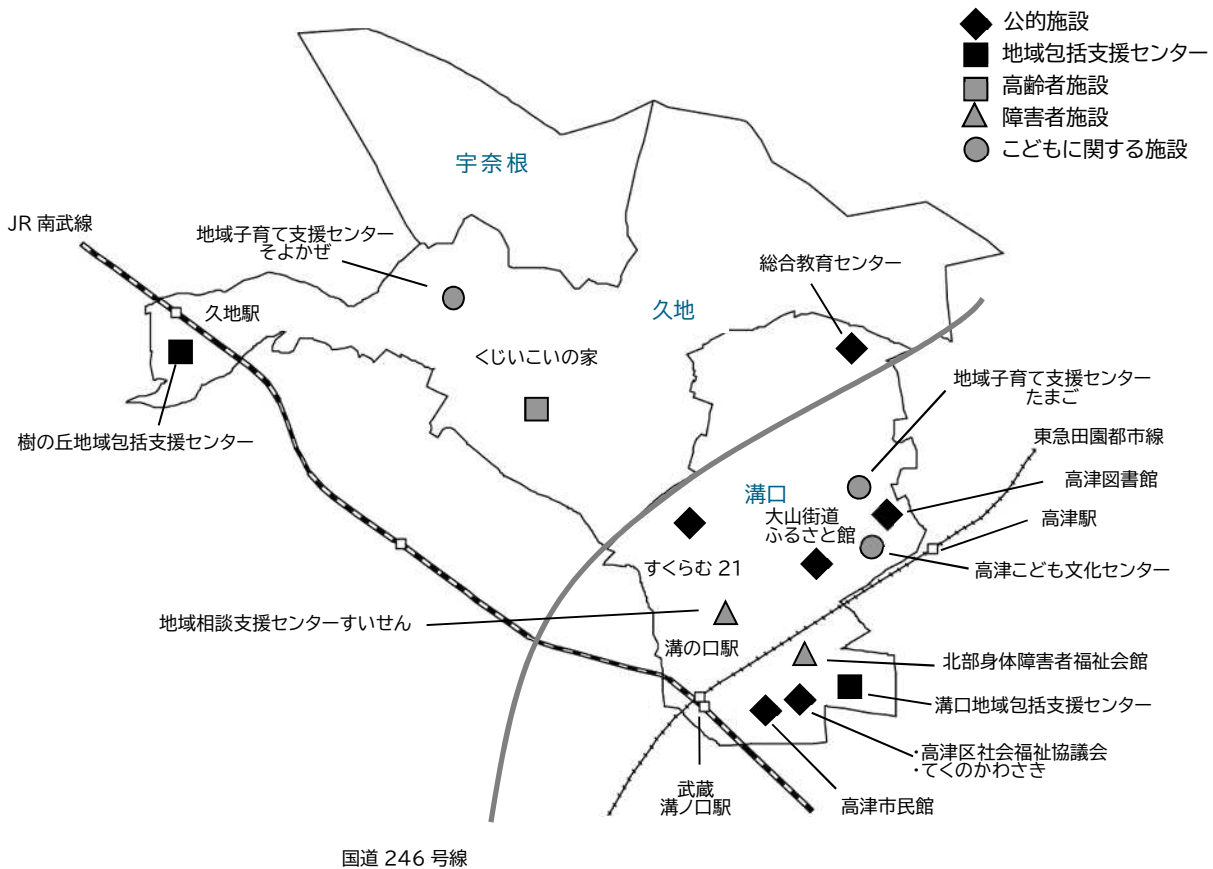 公的施設
地域包括支援センター
高齢者施設
障害者施設
こどもに関する施設
宇奈根
JR 南武線
地域子育て支援センター
そよかぜ
総合教育センター
久地駅
久地
くじいこいの家
地域子育て支援センター
たまご
樹の丘地域包括支援センター
東急田園都市線
高津図書館
溝口
大山街道
ふるさと館
高津駅
すくらむ 21
高津こども文化センター
地域相談支援センターすいせん
溝の口駅
北部身体障害者福祉会館
溝口地域包括支援センター
・高津区社会福祉協議会
・てくのかわさき
武蔵
溝ノ口駅
高津市民館
国道 246 号線